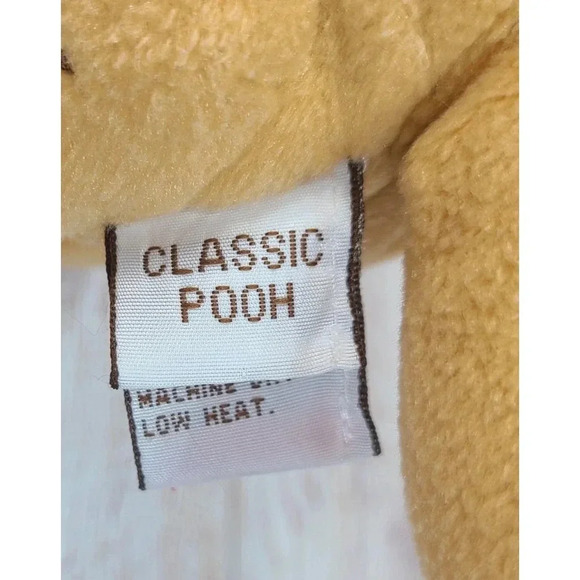 CLASSIC
POOH
MACHINE
LOW HEAT.